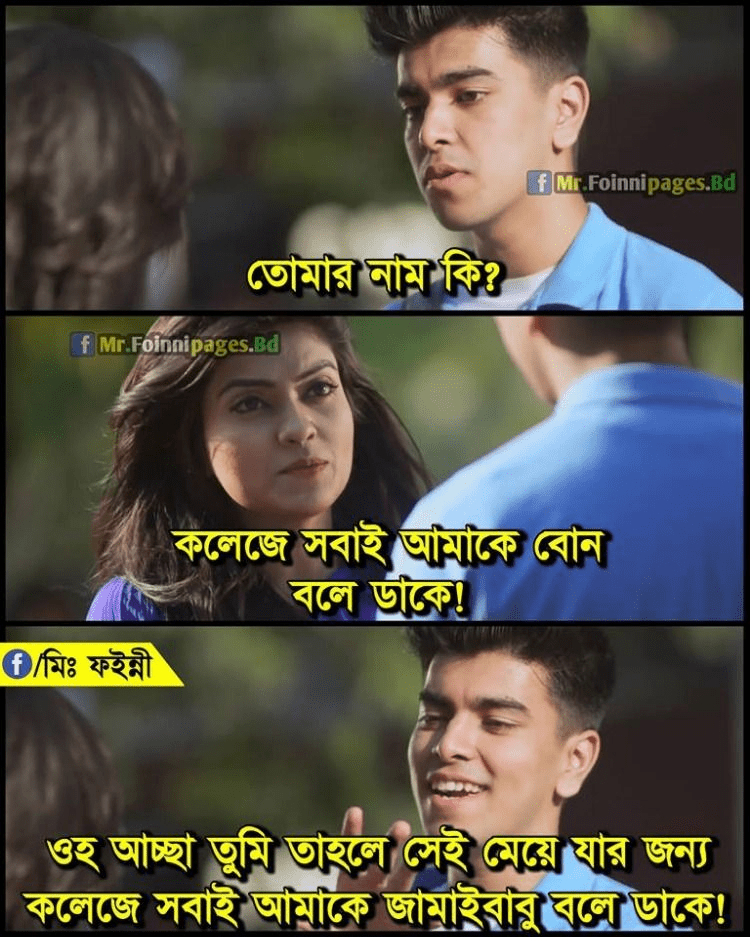 Mr.Foinnipages.Bd
তোমার নাম কি?
Mr.Foinnipages.Bd
কলেজে সবাই আমাকে বোন
বলে ডাকে!
/মিঃ ফইন্নী
ওহ আচ্ছা তুমি তাহলে সেই মেয়ে যার জন্য
কলেজে সবাই আমাকে জামাইবাবু বলে ডাকে!